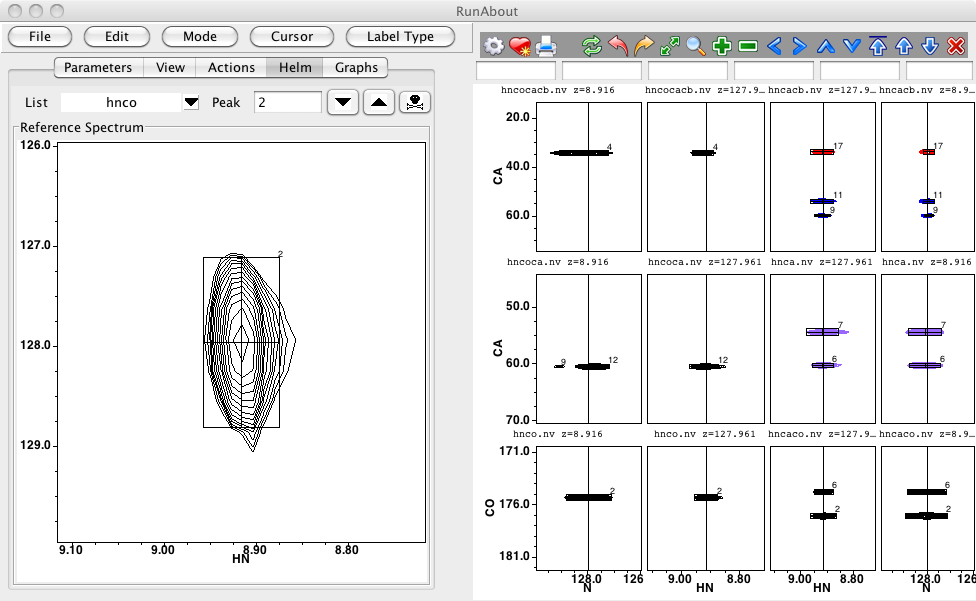 RunAbout
File Edit Mode Cursor Label Type
Parameters View Actions Helm Graphs
List hnco Peak 2
Reference Spectrum
126.0
127.0
2
128.0
129.0
9.10 9.00 8.90 8.80
HN
hncocacb.nv z=8.916 hncocacb.nv z=127.9... hncacb.nv z=127.9... hncacb.nv z=8.9...
20.0
4 4 17 17
40.0
CA
11 11
60.0
9 9
hncoca.nv z=8.916 hncoca.nv z=127.961 hnca.nv z=127.961 hnca.nv z=8.916
50.0
7 7
CA
60.0
9 12 12 6 6
70.0
hnco.nv z=8.916 hnco.nv z=127.961 hncaco.nv z=127.9... hncaco.nv z=8.9...
171.0
2 2 6 6
176.0
CO
2 2
181.0
128.0 126 9.00 8.80 9.00 8.80 128.0 126
N HN HN N